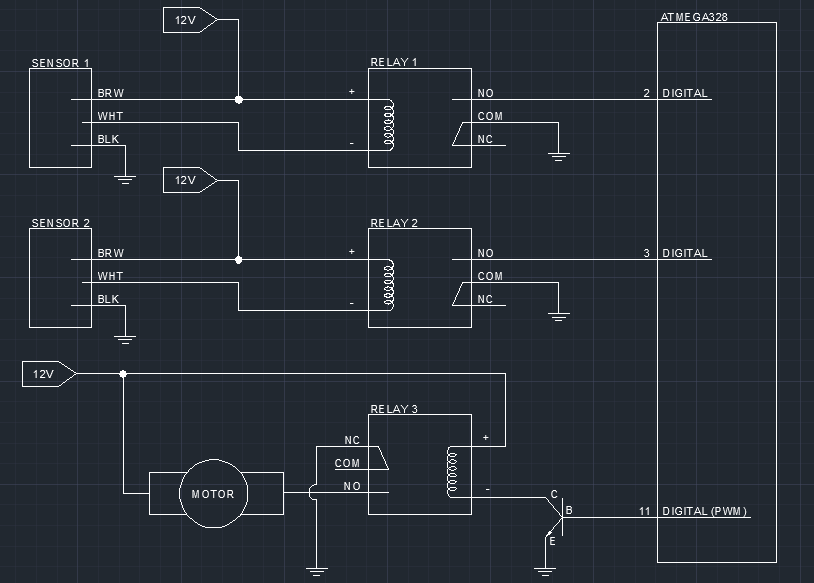 12V
ATMEGA328
SENSOR 1
RELAY 1
BRW
+
NO
2
DIGITAL
WHT
COM
BLK
-
NC
12V
SENSOR 2
RELAY 2
BRW
+
NO
3
DIGITAL
WHT
COM
BLK
-
NC
12V
RELAY 3
NC
+
COM
MOTOR
NO
-
C
B
11
DIGITAL (PWM)
E